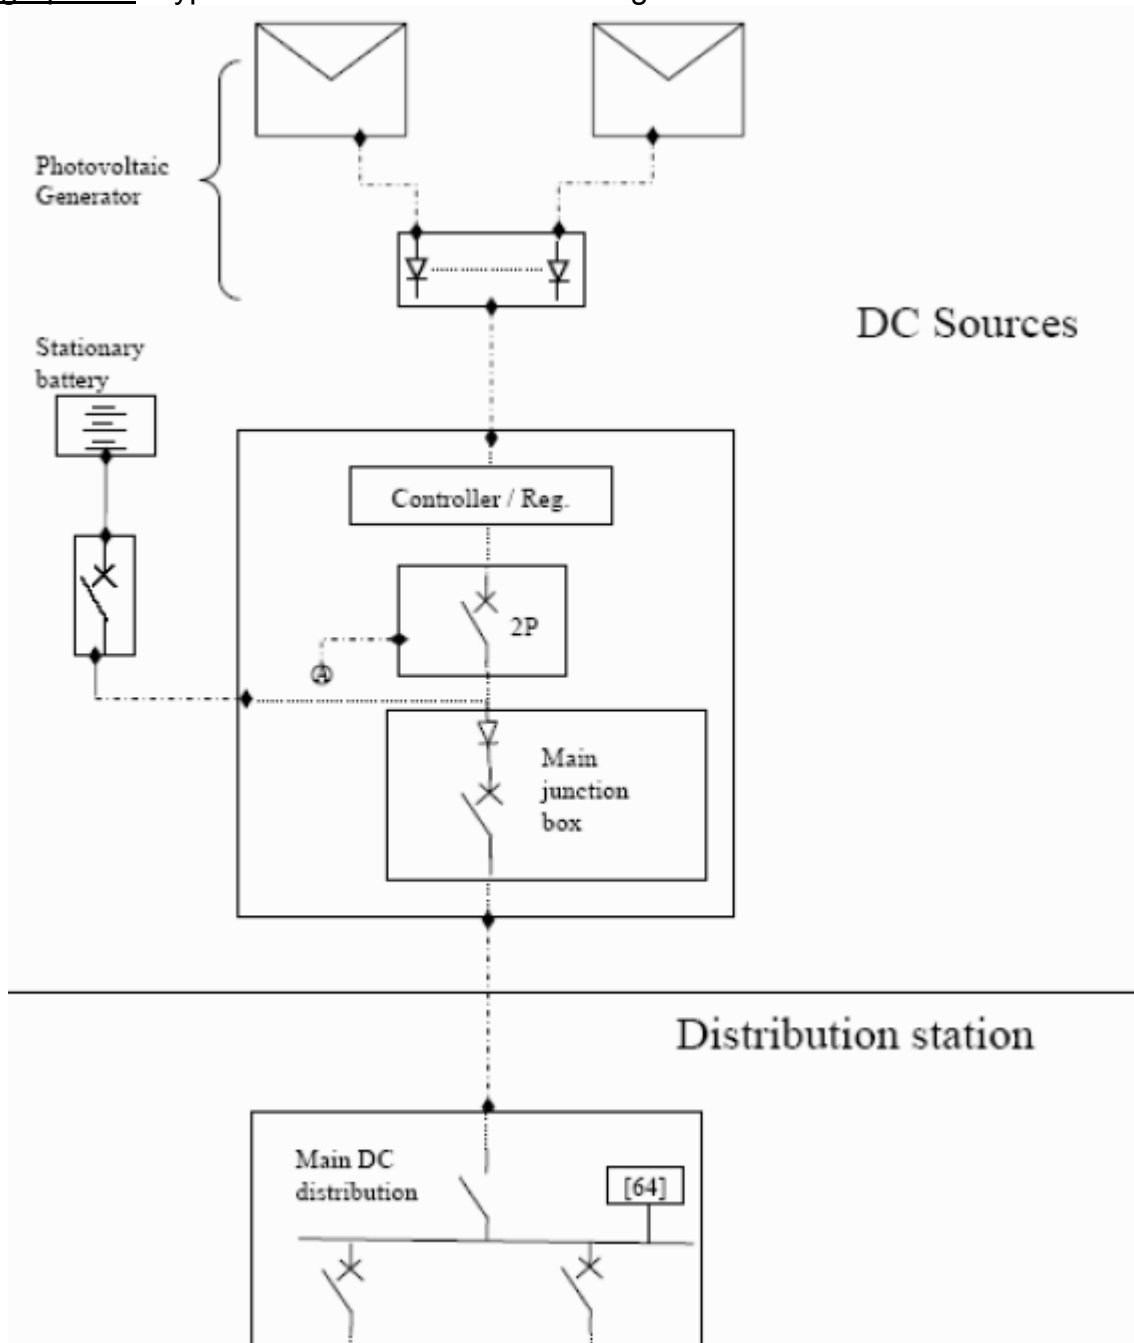 Photovoltaic
Generator
DC Sources
Stationary
battery
Controller / Reg.
2P
A
Main
junction
box
Distribution station
Main DC
distribution
[64]